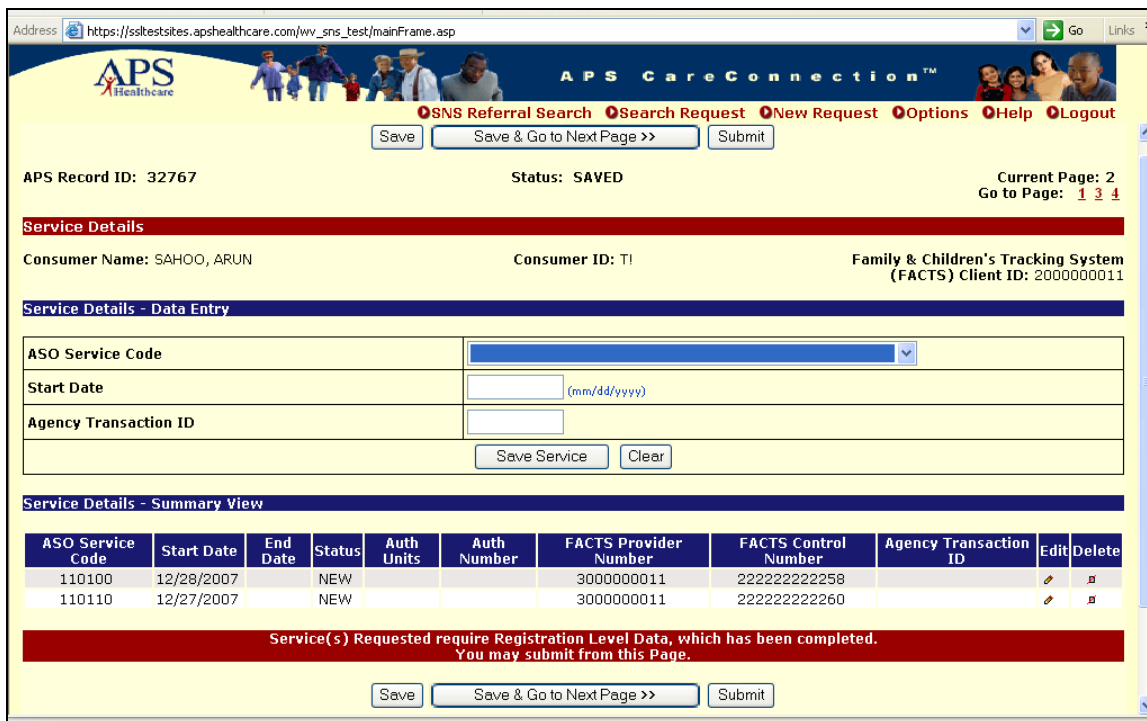 Address https://ssltestsites.apshealthcare.com/wv_sns_test/mainFrame.asp Go Links
APS Healthcare
APS CareConnection™
SNS Referral Search Search Request New Request Options Help Logout
Save Save & Go to Next Page >> Submit
APS Record ID: 32767 Status: SAVED Current Page: 2
Go to Page: 1 3 4
Service Details
Consumer Name: SAHOO, ARUN Consumer ID: T! Family & Children's Tracking System
(FACTS) Client ID: 2000000011
Service Details - Data Entry
ASO Service Code
Start Date (mm/dd/yyyy)
Agency Transaction ID
Save Service Clear
Service Details - Summary View
ASO Service Code Start Date End Date Status Auth Units Auth Number FACTS Provider Number FACTS Control Number Agency Transaction ID Edit Delete
110100 12/28/2007 NEW 3000000011 222222222258
110110 12/27/2007 NEW 3000000011 222222222260
Service(s) Requested require Registration Level Data, which has been completed.
You may submit from this Page.
Save Save & Go to Next Page >> Submit